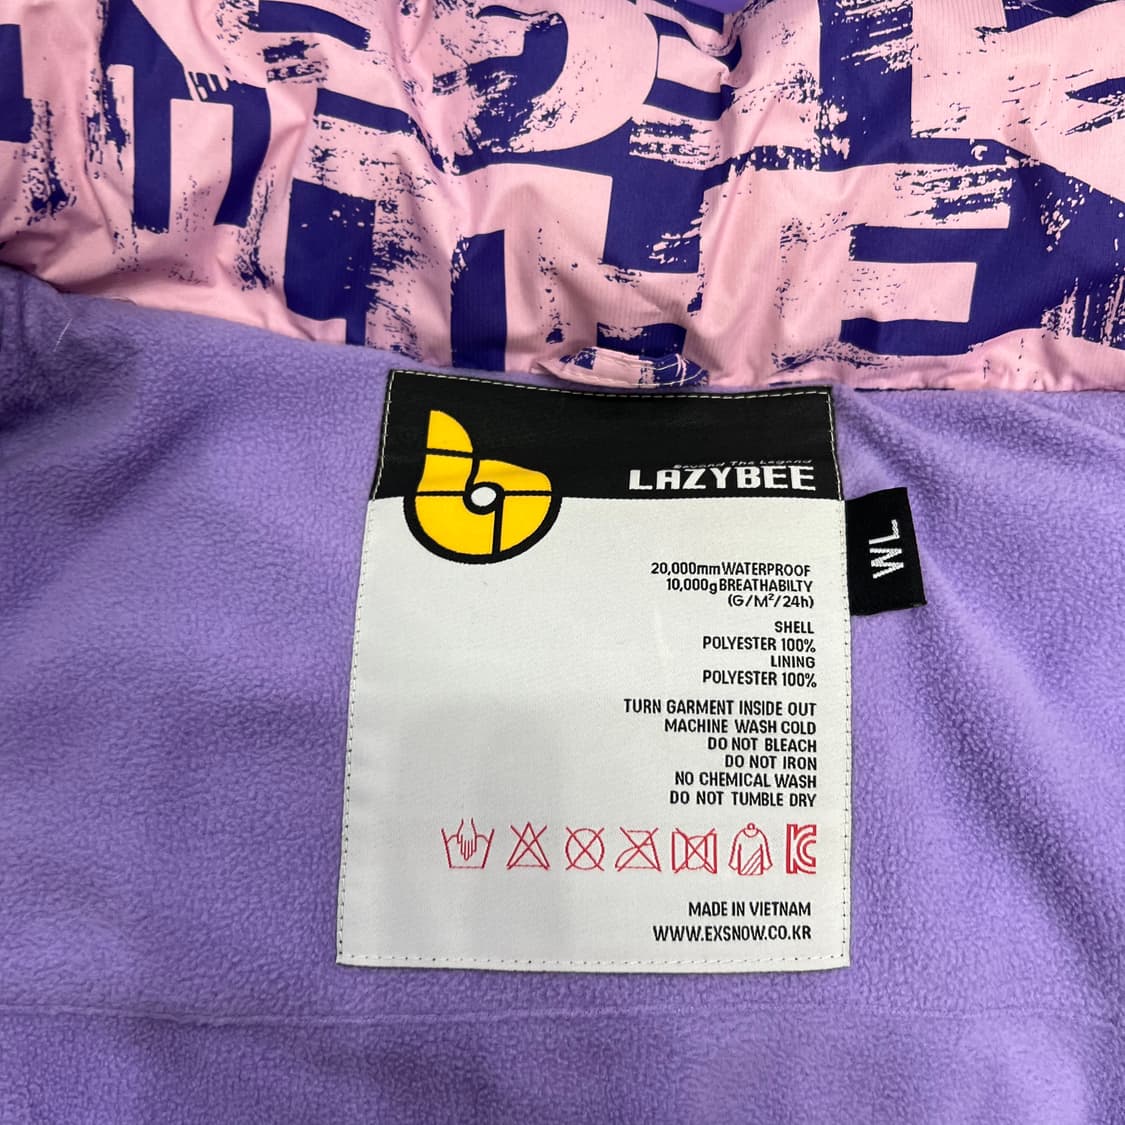 Beyond The Legend
LAZYBEE
WL
20,000mm WATERPROOF
10,000g BREATHABILTY
(G/M²/24h)
SHELL
POLYESTER 100%
LINING
POLYESTER 100%
TURN GARMENT INSIDE OUT
MACHINE WASH COLD
DO NOT BLEACH
DO NOT IRON
NO CHEMICAL WASH
DO NOT TUMBLE DRY
MADE IN VIETNAM
WWW.EXSNOW.CO.KR